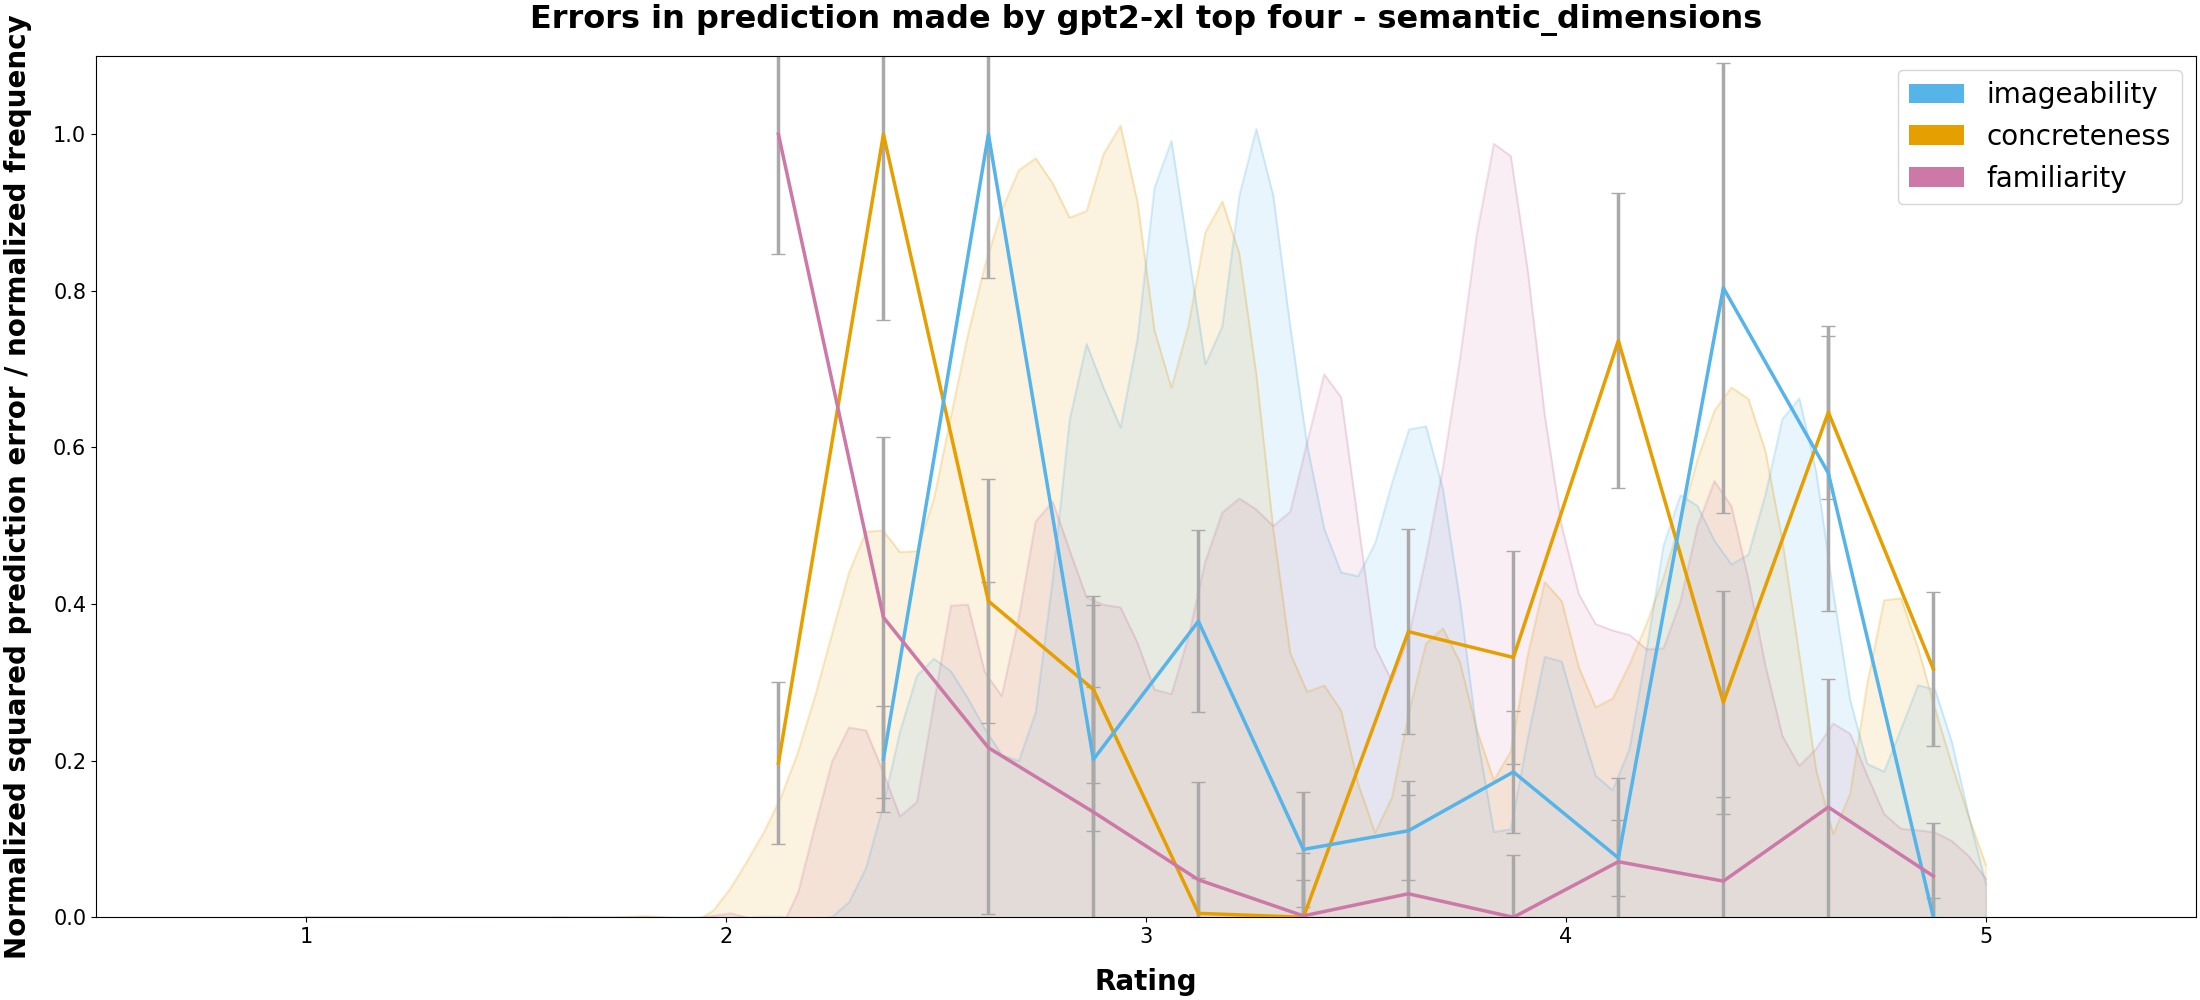 Errors in prediction made by gpt2-xl top four - semantic_dimensions
Normalized squared prediction error / normalized frequency
1.0
0.8
0.6
0.4
0.2
0.0
imageability
concreteness
familiarity
1 2 3 4 5
Rating